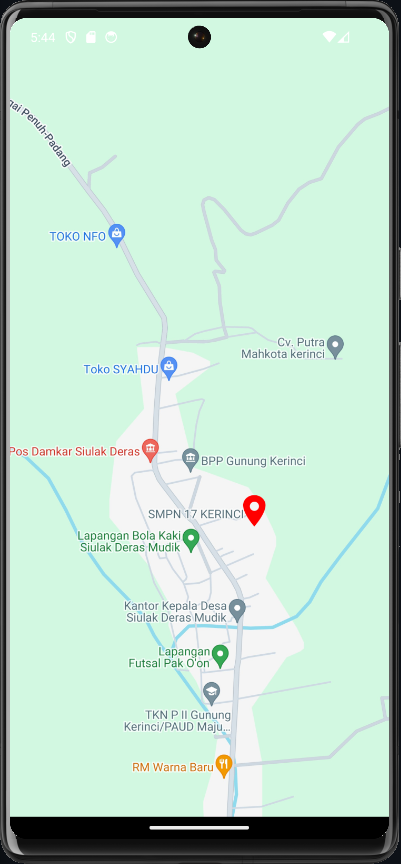 5:44
nai Penuh-Padang
TOKO NFO
Cv. Putra
Mahkota kerinci
Toko SYAHDU
Pos Damkar Siulak Deras
BPP Gunung Kerinci
SMPN 17 KERINCI
Lapangan Bola Kaki
Siulak Deras Mudik
Kantor Kepala Desa
Siulak Deras Mudik
Lapangan
Futsal Pak O'on
TKN P II Gunung
Kerinci/PAUD Maju...
RM Warna Baru